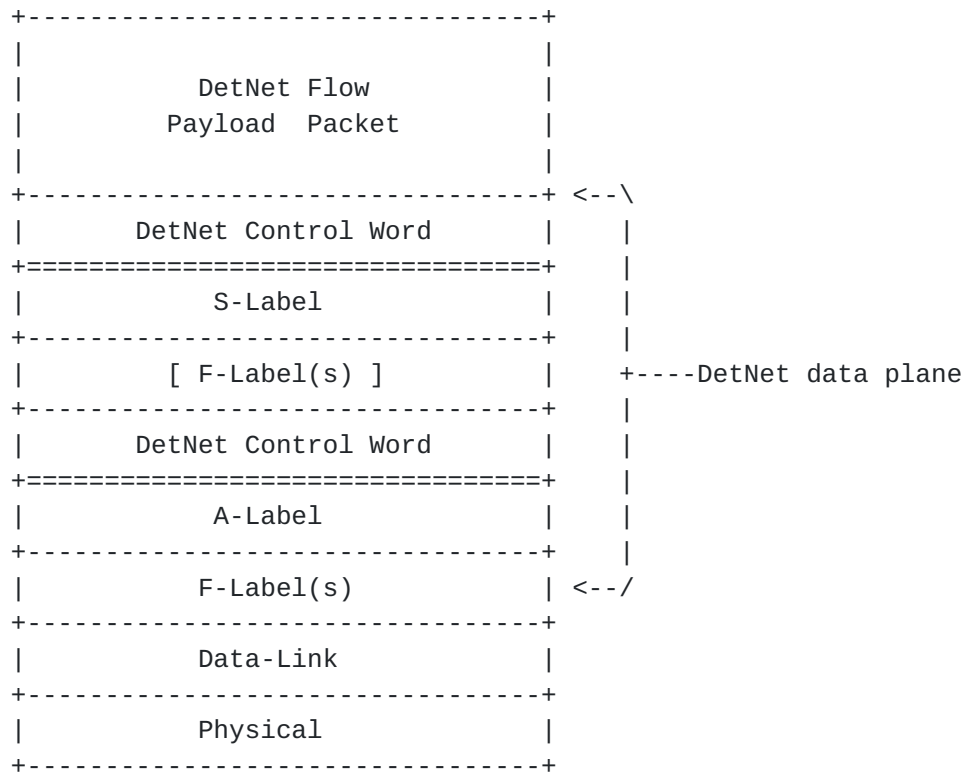 +---------------------------------+
|                                 |
|           DetNet Flow           |
|         Payload  Packet         |
|                                 |
+---------------------------------+ <--\
|       DetNet Control Word       |    |
+=================================+    |
|            S-Label              |    |
+---------------------------------+    |
|         [ F-Label(s) ]          |    +----DetNet data plane
+---------------------------------+    |
|       DetNet Control Word       |    |
+=================================+    |
|            A-Label              |    |
+---------------------------------+    |
|           F-Label(s)            | <--/
+---------------------------------+
|           Data-Link             |
+---------------------------------+
|           Physical              |
+---------------------------------+